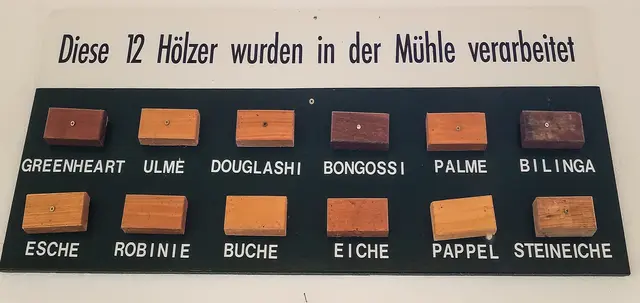 Diese 12 Hölzer wurden in der Mühle verarbeitet
GREENHEART ULME DOUGLASHI BONGOSSI PALME BILINGA
ESCHE ROBINIE BUCHE EICHE PAPPEL STEINEICHE